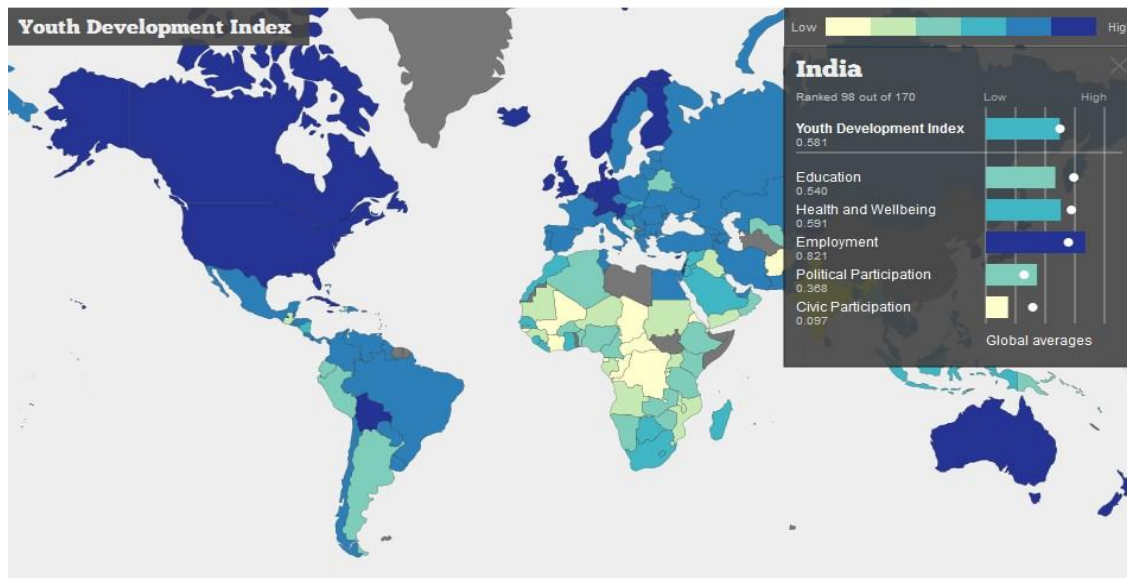 Youth Development Index
Low
India
Ranked 98 out of 170
Low
High
Youth Development Index
0.581
Education
0.540
Health and Wellbeing
0.591
Employment
0.821
Political Participation
0.368
Civic Participation
0.097
Global averages